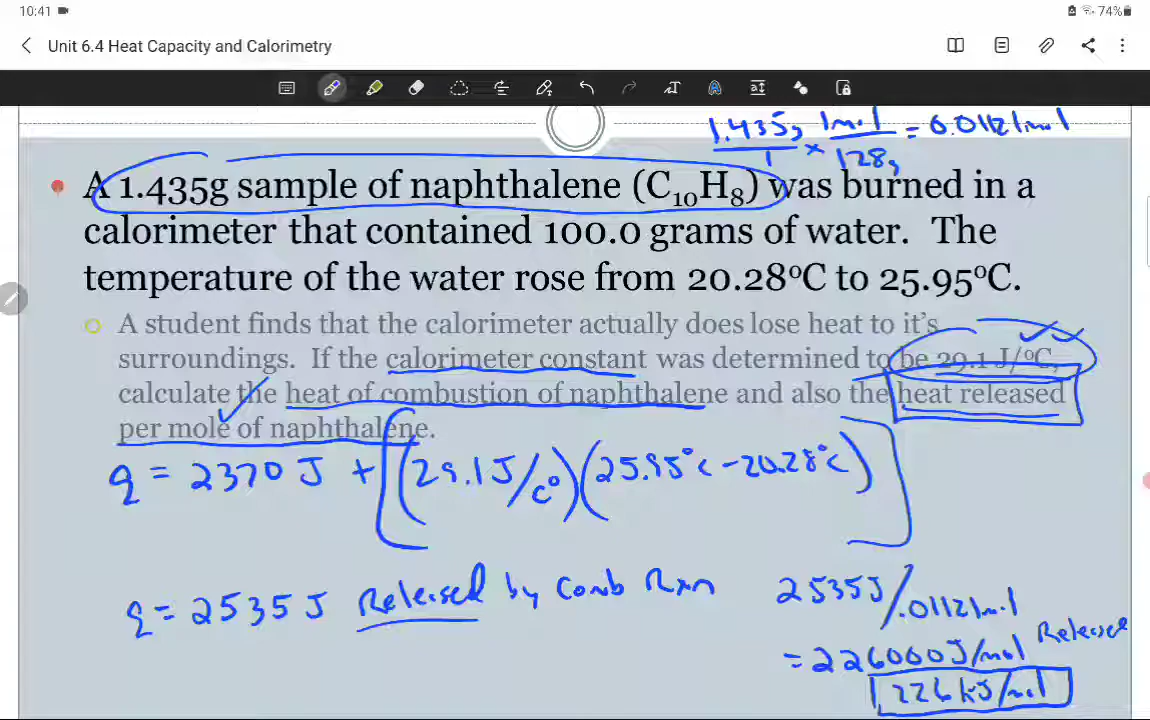 10:41
74%
Unit 6.4 Heat Capacity and Calorimetry
1.435g/1 × 1mol/128g = 0.01121mol
A 1.435g sample of naphthalene (C10H8) was burned in a
calorimeter that contained 100.0 grams of water. The
temperature of the water rose from 20.28°C to 25.95°C.
A student finds that the calorimeter actually does lose heat to it's
surroundings. If the calorimeter constant was determined to be 29.1 J/°C,
calculate the heat of combustion of naphthalene and also the heat released
per mole of naphthalene.
q = 2370 J + [(29.1J/C°)(25.95°C-20.28°C)]
q = 2535 J Released by Comb Rxn
2535J/.01121mol
= 226000J/mol Released
226kJ/mol